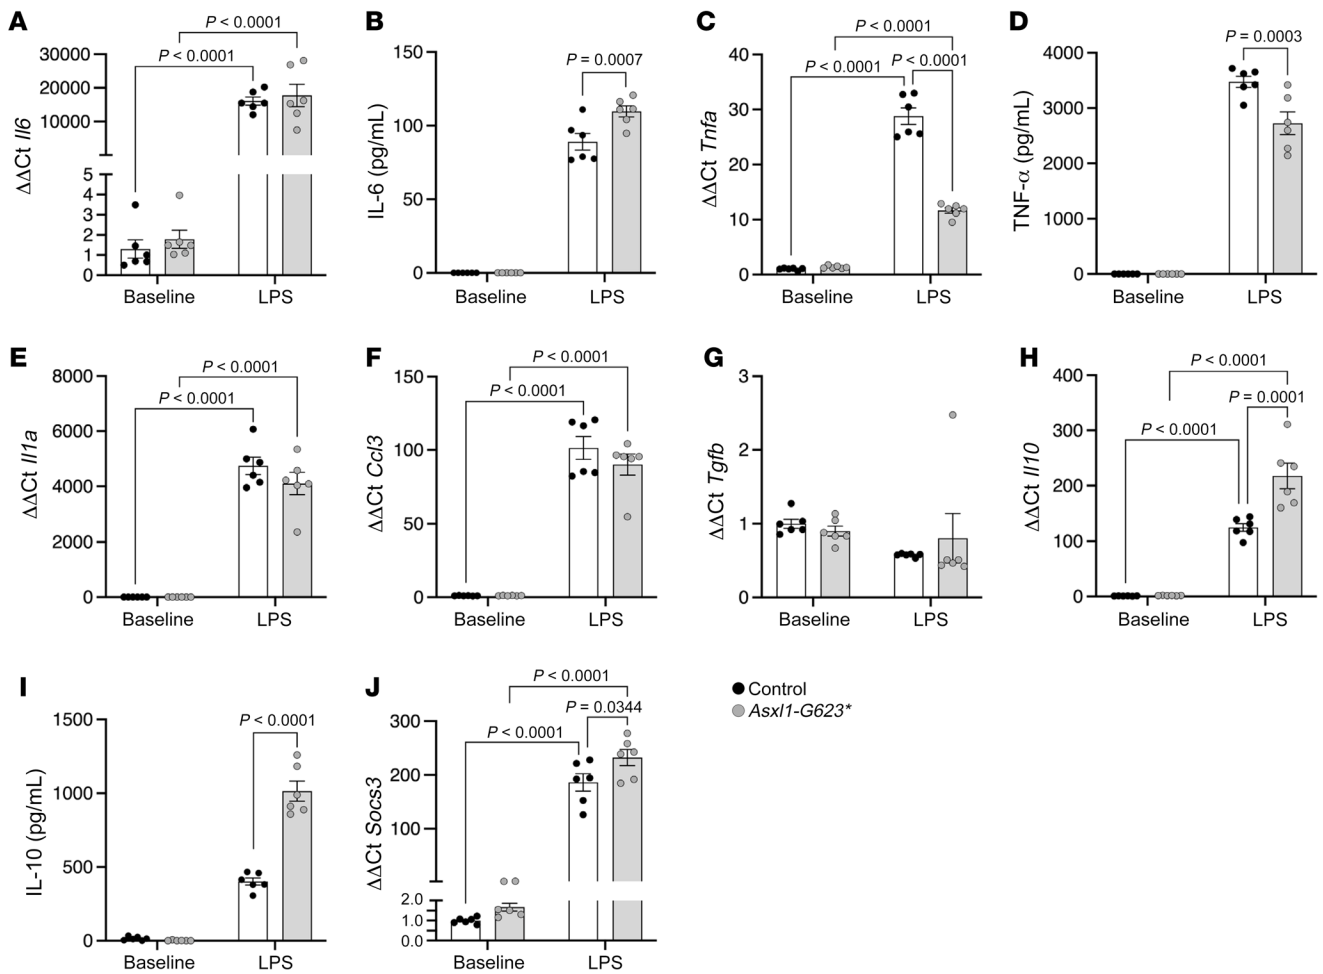 A
P < 0.0001
P < 0.0001
ΔΔCt Il6
30000
20000
10000
5
4
3
2
1
0
Baseline
LPS
B
P = 0.0007
IL-6 (pg/mL)
150
100
50
0
Baseline
LPS
C
P < 0.0001
P < 0.0001
P < 0.0001
ΔΔCt Tnfa
40
30
20
10
0
Baseline
LPS
D
P = 0.0003
TNF-α (pg/mL)
4000
3000
2000
1000
0
Baseline
LPS
E
P < 0.0001
P < 0.0001
ΔΔCt Il1a
8000
6000
4000
2000
0
Baseline
LPS
F
P < 0.0001
P < 0.0001
ΔΔCt Ccl3
150
100
50
0
Baseline
LPS
G
ΔΔCt Tgfb
3
2
1
0
Baseline
LPS
H
P < 0.0001
P = 0.0001
P < 0.0001
ΔΔCt Il10
400
300
200
100
0
Baseline
LPS
I
P < 0.0001
IL-10 (pg/mL)
1500
1000
500
0
Baseline
LPS
J
P < 0.0001
P = 0.0344
P < 0.0001
ΔΔCt Socs3
300
200
100
2.0
1.0
0.0
Baseline
LPS
Control
Asxl1-G623*